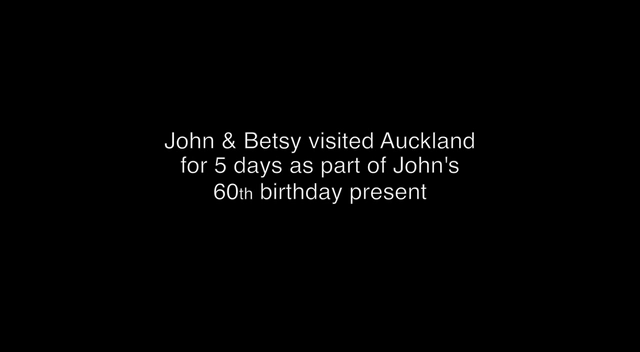 John & Betsy visited Auckland
for 5 days as part of John's
60th birthday present